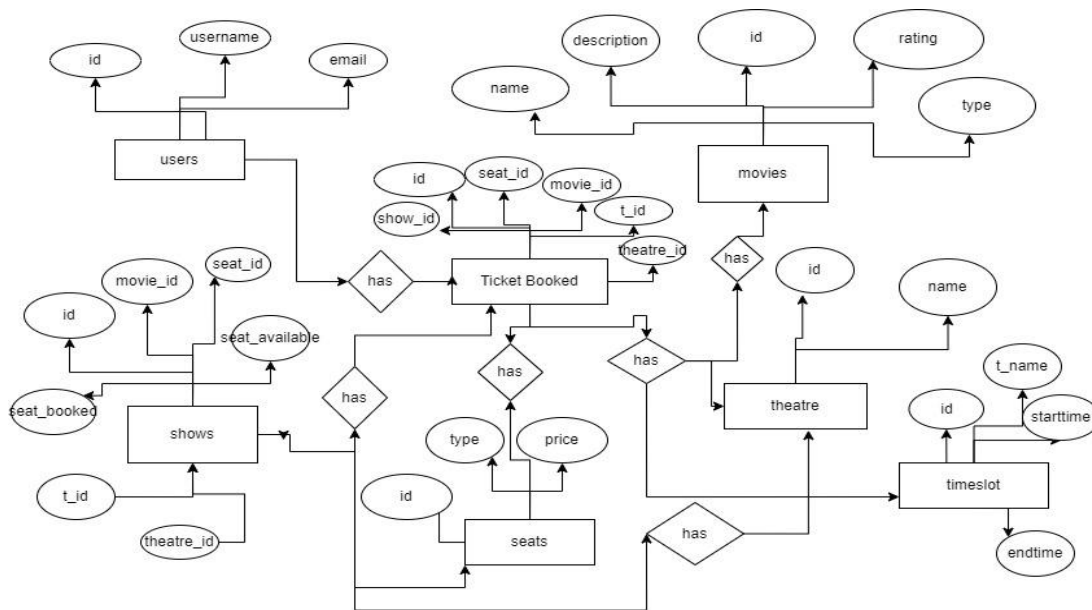 username
id
email
users
description
id
rating
name
type
movies
id
seat_id
movie_id
show_id
t_id
theatre_id
has
Ticket Booked
has
id
name
movie_id
seat_id
id
seat_available
seat_booked
shows
t_id
theatre_id
has
has
has
theatre
t_name
id
starttime
timeslot
endtime
type
price
id
seats
has